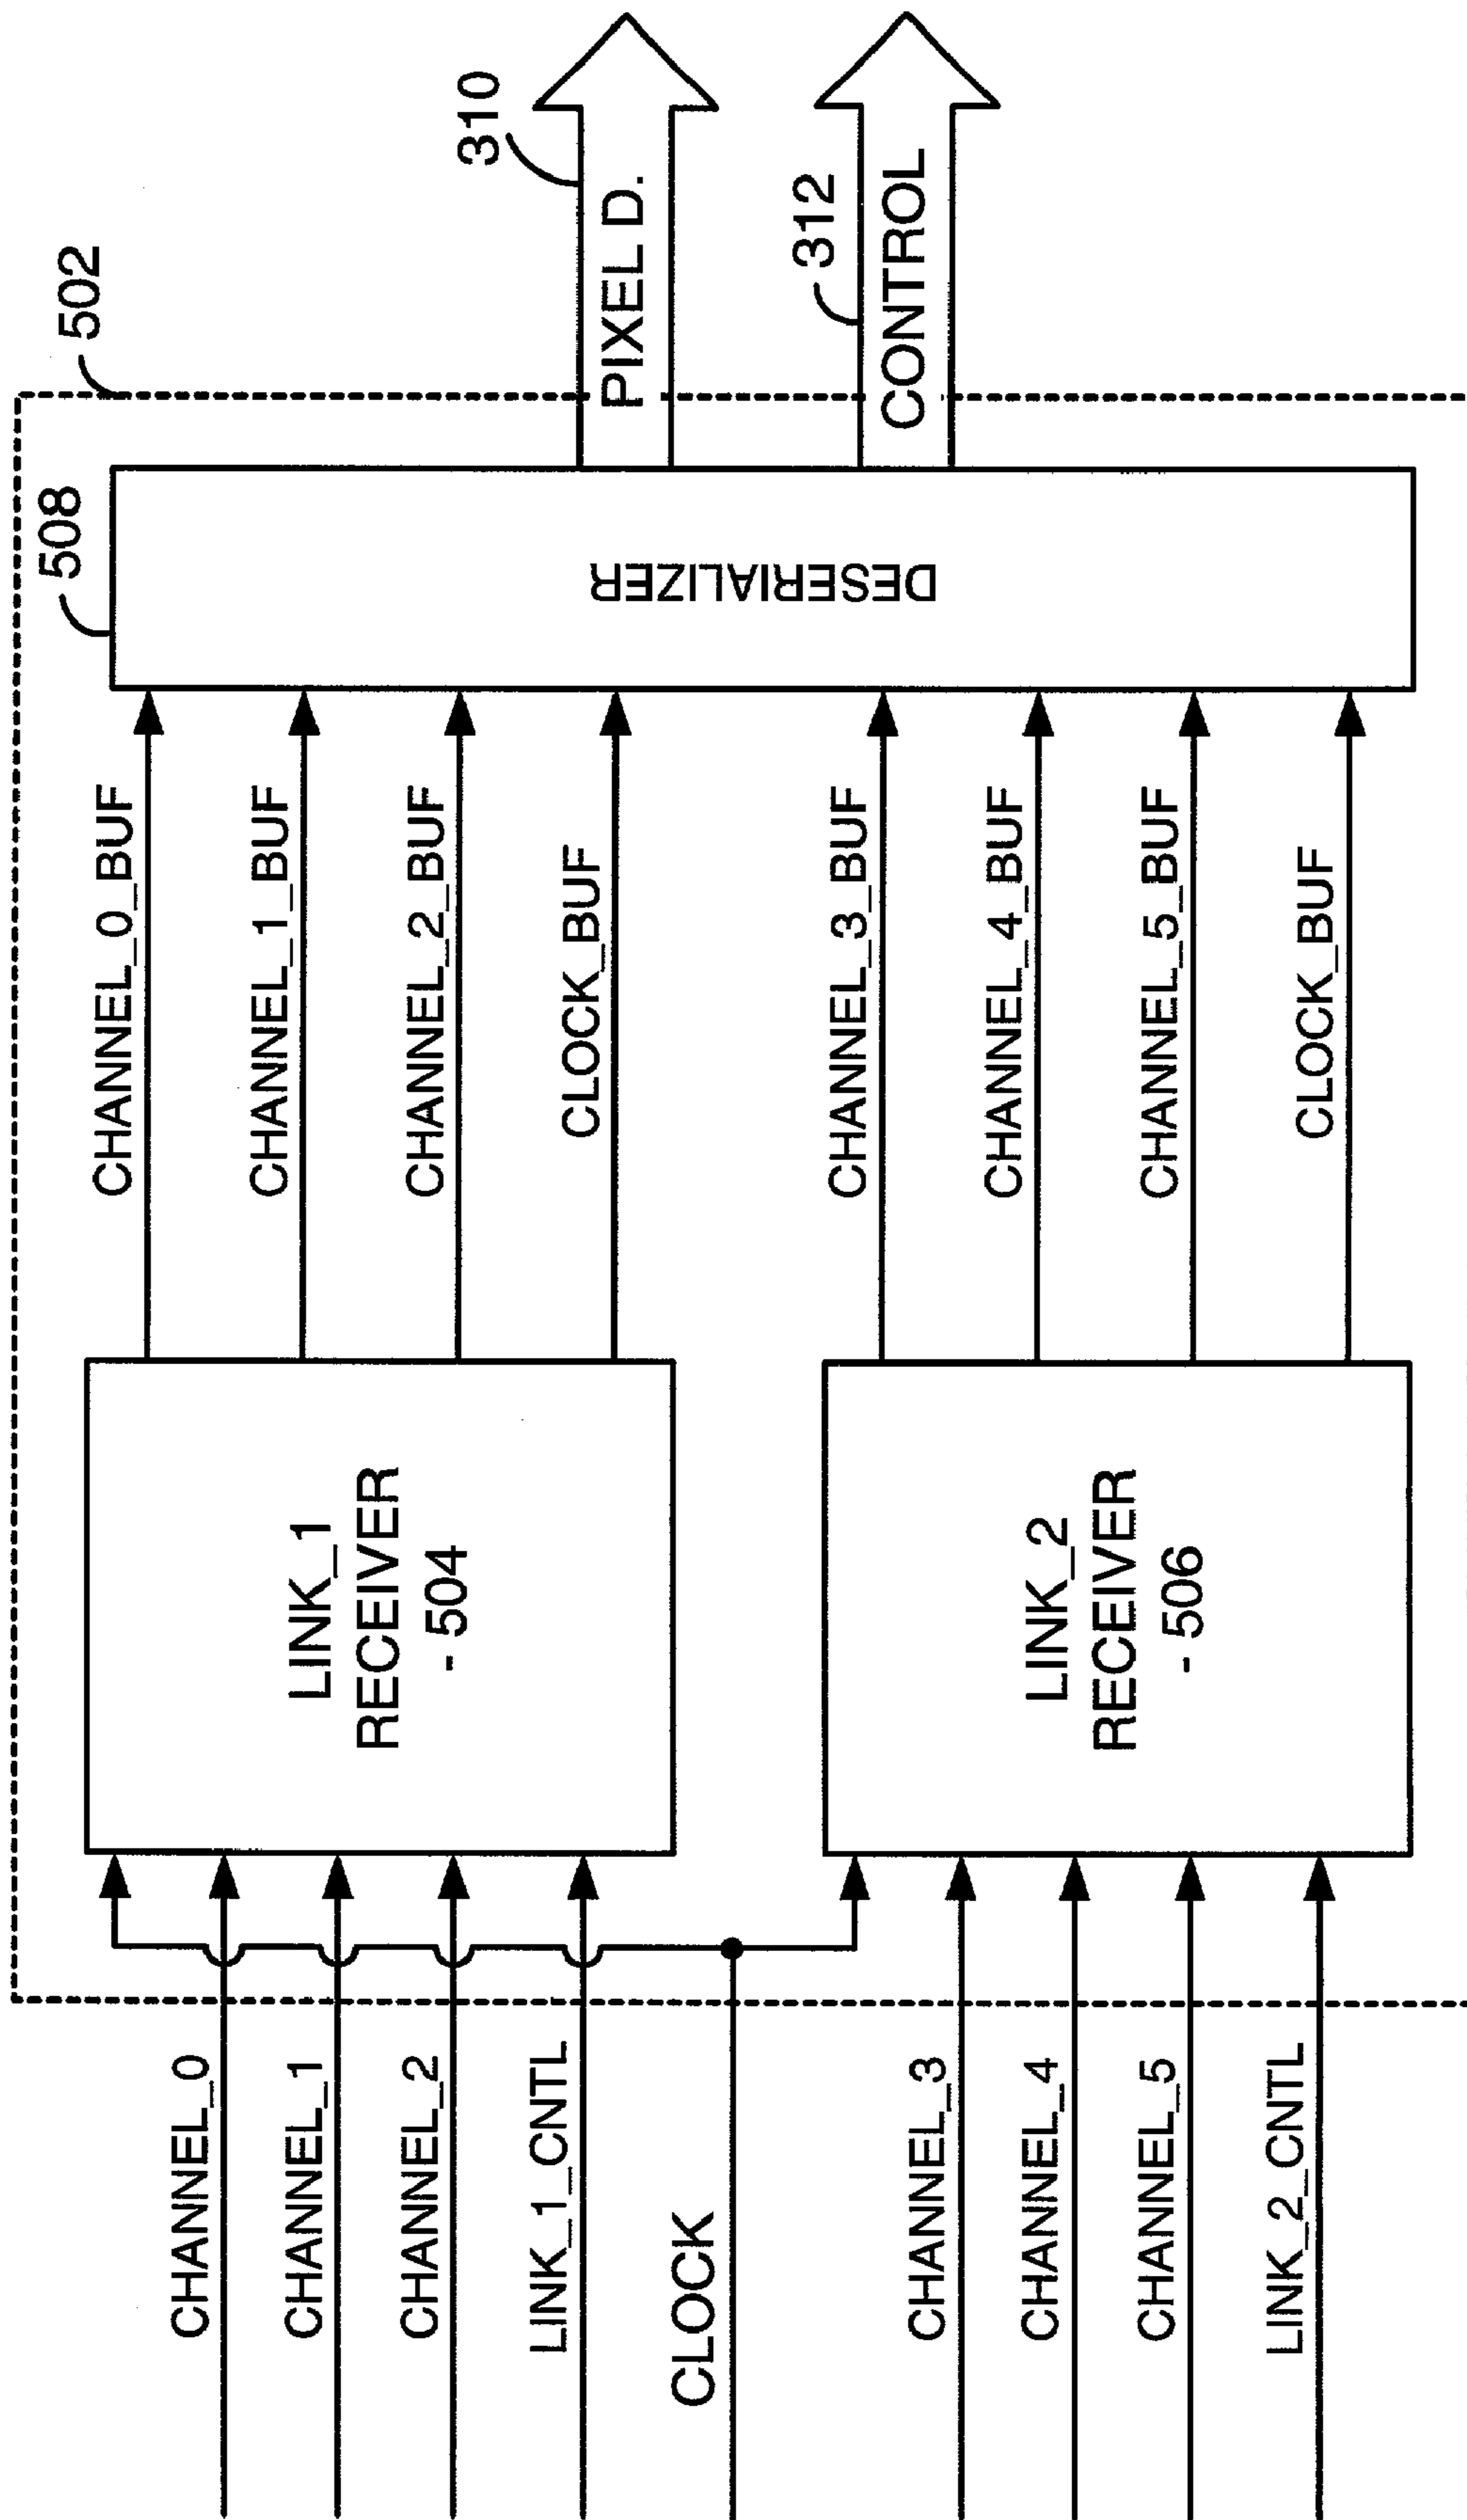 CHANNEL_0
CHANNEL_1
CHANNEL_2
LINK_1_CNTL
CLOCK
CHANNEL_3
CHANNEL_4
CHANNEL_5
LINK_2_CNTL
LINK_1
RECEIVER
- 504
LINK_2
RECEIVER
- 506
CHANNEL_0_BUF
CHANNEL_1_BUF
CHANNEL_2_BUF
CLOCK_BUF
CHANNEL_3_BUF
CHANNEL_4_BUF
CHANNEL_5_BUF
CLOCK_BUF
508
DESERIALIZER
502
310
PIXEL D.
312
CONTROL